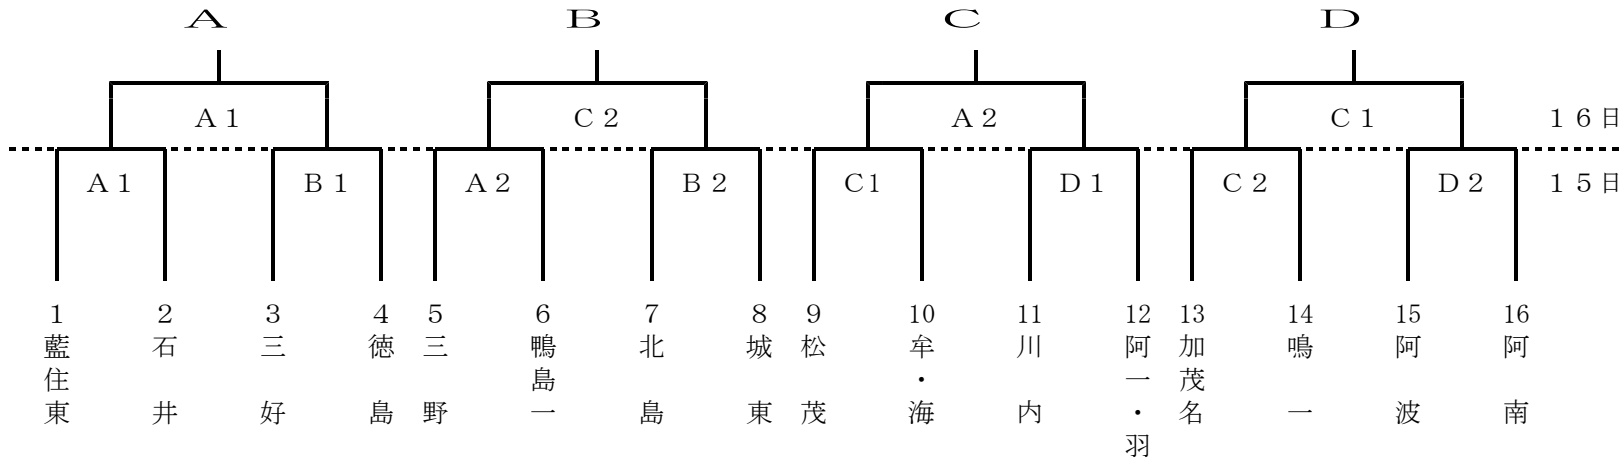 A B C D
A1 C2 A2 C1 16日
A1 B1 A2 B2 C1 D1 C2 D2 15日
1 2 3 4 5 6 7 8 9 10 11 12 13 14 15 16
藍住東
石井
三好
徳島
三野
鴨島一
北島
城東
松茂
牟・海
川内
阿一・羽
加茂名
鳴一
阿波
阿南